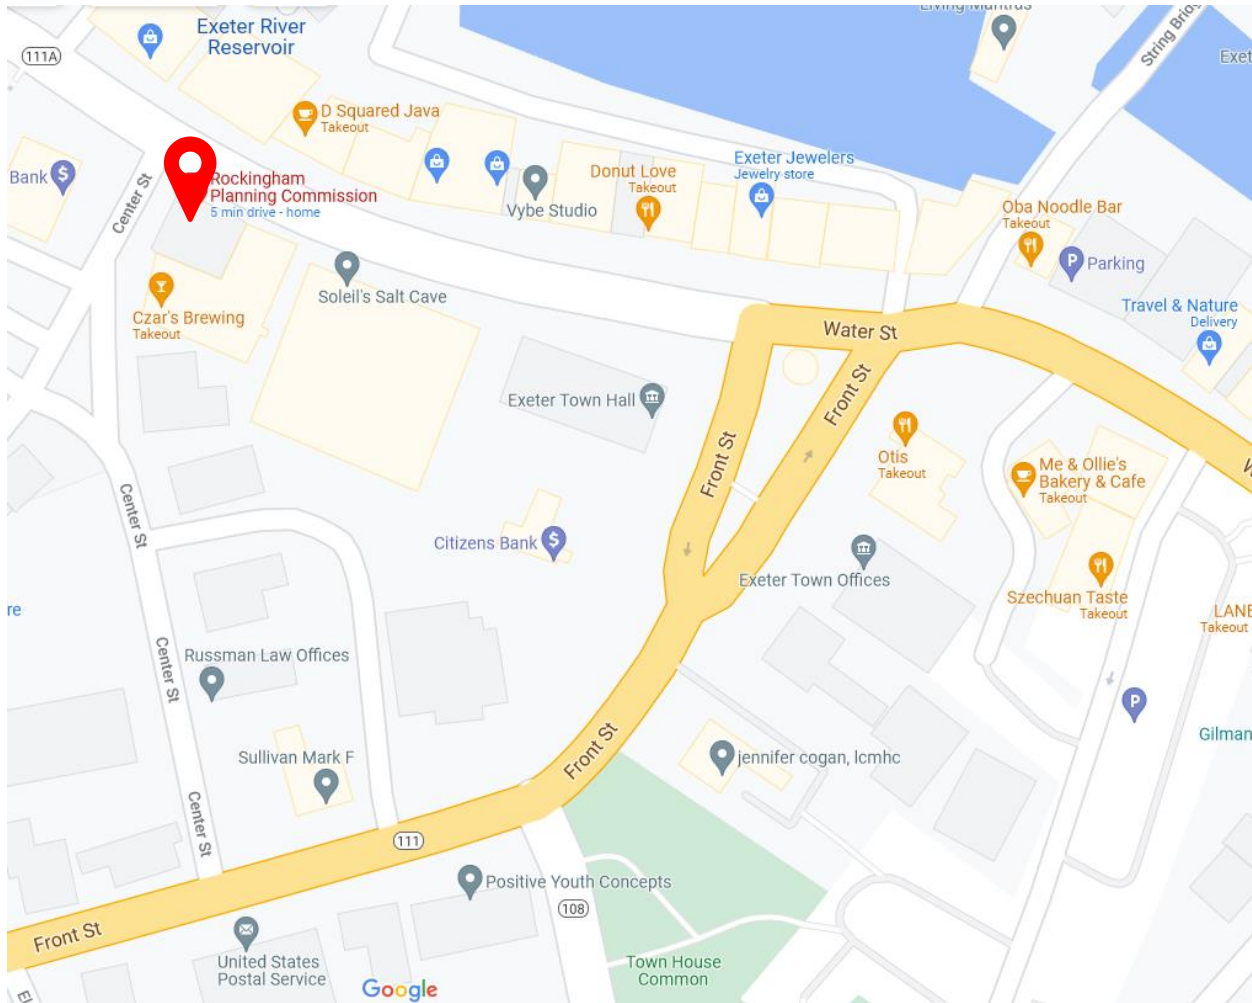 Living Mantras
Exeter River
Reservoir
String Bridge
111A
Exet
D Squared Java
Takeout
Exeter Jewelers
Jewelry store
Donut Love
Takeout
Bank
Rockingham
Planning Commission
5 min drive - home
Center St
Vybe Studio
Oba Noodle Bar
Takeout
P
Parking
Soleil's Salt Cave
Czar's Brewing
Takeout
Travel & Nature
Delivery
Water St
Front St
Exeter Town Hall
Front St
Otis
Takeout
Me & Ollie's
Bakery & Cafe
Takeout
W
Center St
Citizens Bank
Exeter Town Offices
Szechuan Taste
Takeout
re
LANE
Takeout
Center St
Russman Law Offices
P
Gilman
Front St
Sullivan Mark F
jennifer cogan, lcmhc
Center St
111
Positive Youth Concepts
108
Front St
United States
Postal Service
Town House
Common
El
Google